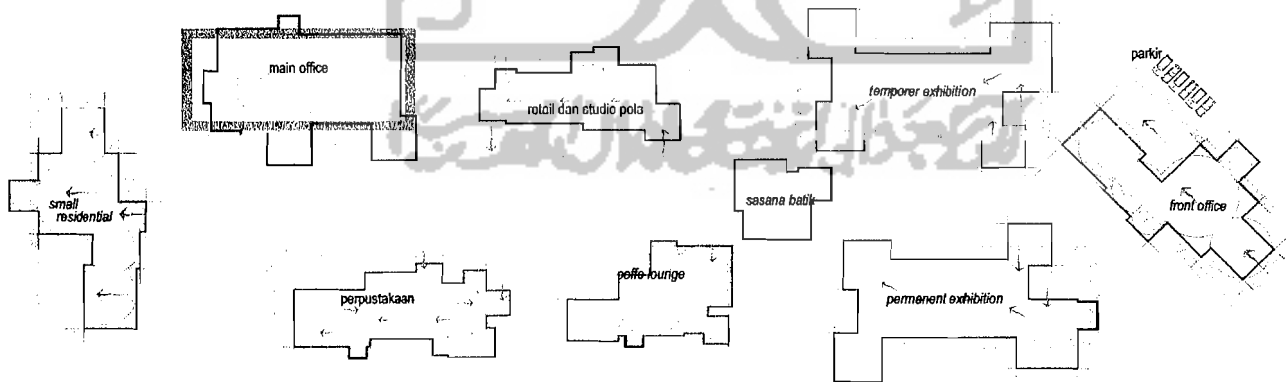 main office
retail dan studio pola
temporer exhibition
parkir
small
residential
sasana batik
front office
perpustakaan
coffe lounge
permanent exhibition